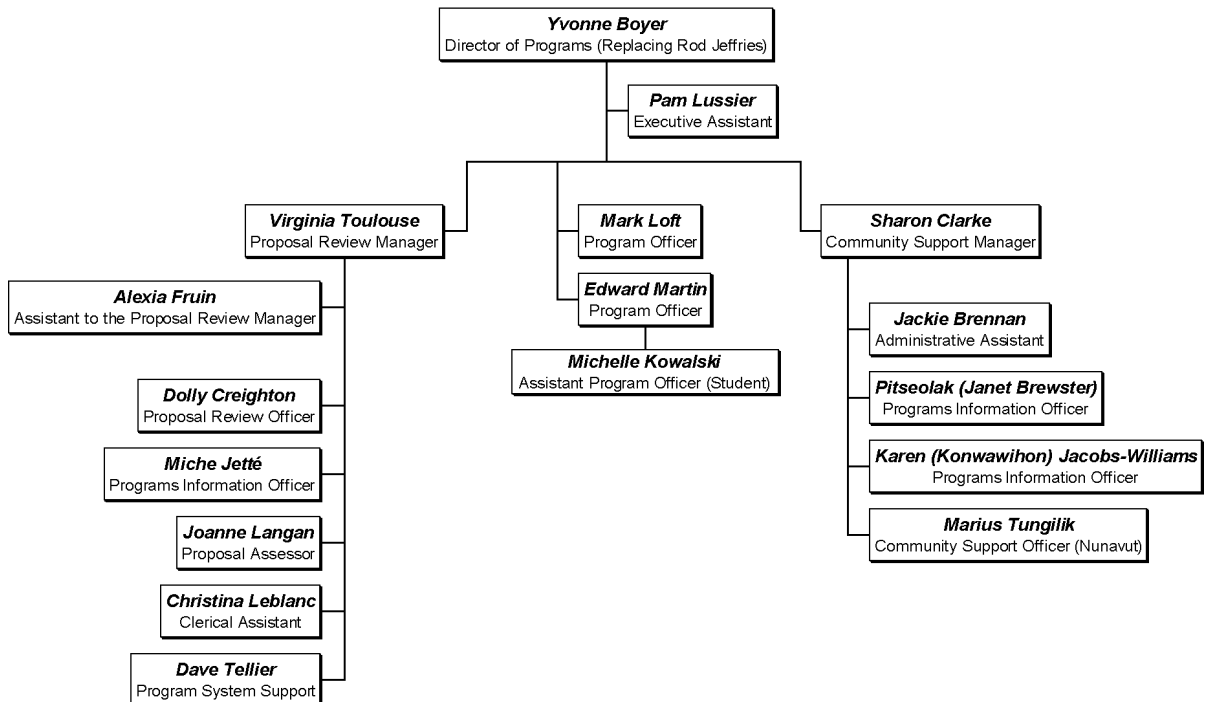 Yvonne Boyer
Director of Programs (Replacing Rod Jeffries)
Pam Lussier
Executive Assistant
Virginia Toulouse
Proposal Review Manager
Alexia Fruin
Assistant to the Proposal Review Manager
Dolly Creighton
Proposal Review Officer
Miche Jetté
Programs Information Officer
Joanne Langan
Proposal Assessor
Christina Leblanc
Clerical Assistant
Dave Tellier
Program System Support
Mark Loft
Program Officer
Edward Martin
Program Officer
Michelle Kowalski
Assistant Program Officer (Student)
Sharon Clarke
Community Support Manager
Jackie Brennan
Administrative Assistant
Pitseolak (Janet Brewster)
Programs Information Officer
Karen (Konwawihon) Jacobs-Williams
Programs Information Officer
Marius Tungilik
Community Support Officer (Nunavut)